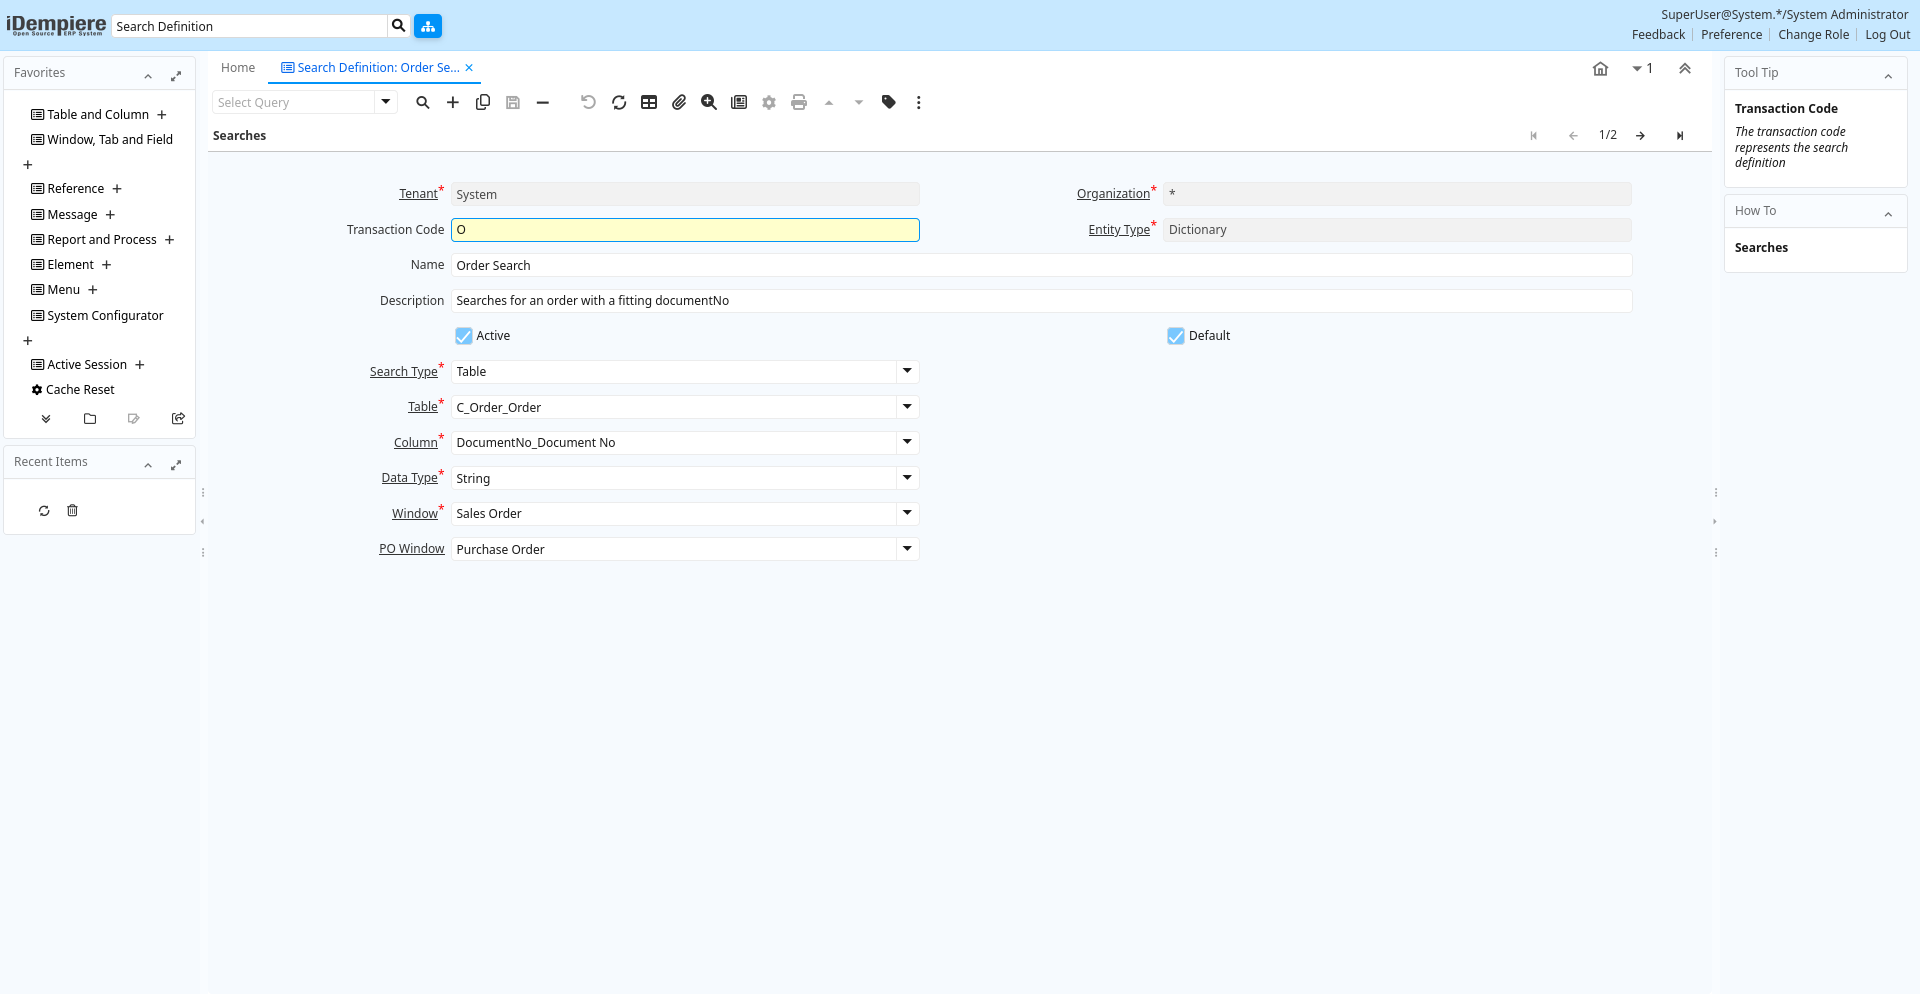 iDempiere
Open Source ERP System
Search Definition
SuperUser@System.*/System Administrator
Feedback
Preference
Change Role
Log Out
Favorites
Table and Column
Window, Tab and Field
Reference
Message
Report and Process
Element
Menu
System Configurator
Active Session
Cache Reset
Recent Items
Home
Search Definition: Order Se...
1
Select Query
Searches
1/2
Tenant*
System
Organization*
*
Transaction Code
O
Entity Type*
Dictionary
Name
Order Search
Description
Searches for an order with a fitting documentNo
Active
Default
Search Type*
Table
Table*
C_Order_Order
Column*
DocumentNo_Document No
Data Type*
String
Window*
Sales Order
PO Window
Purchase Order
Tool Tip
Transaction Code
The transaction code
represents the search
definition
How To
Searches